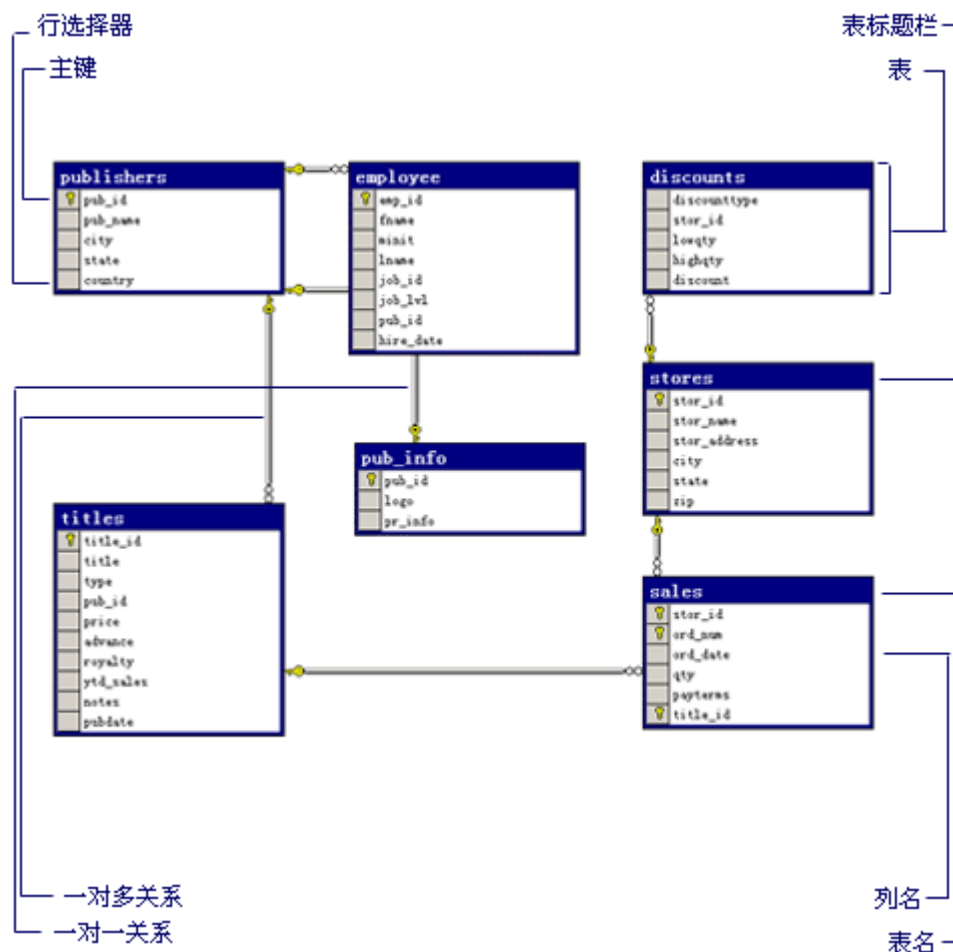 行选择器
表标题栏
主键
表
publishers
pub_id
pub_name
city
state
country
employee
emp_id
fname
minit
lname
job_id
job_lvl
pub_id
hire_date
discounts
discounttype
stor_id
lowqty
highqty
discount
stores
stor_id
stor_name
stor_address
city
state
zip
pub_info
pub_id
logo
pr_info
titles
title_id
title
type
pub_id
price
advance
royalty
ytd_sales
notes
pubdate
sales
stor_id
ord_num
ord_date
qty
payterms
title_id
一对多关系
列名
一对一关系
表名